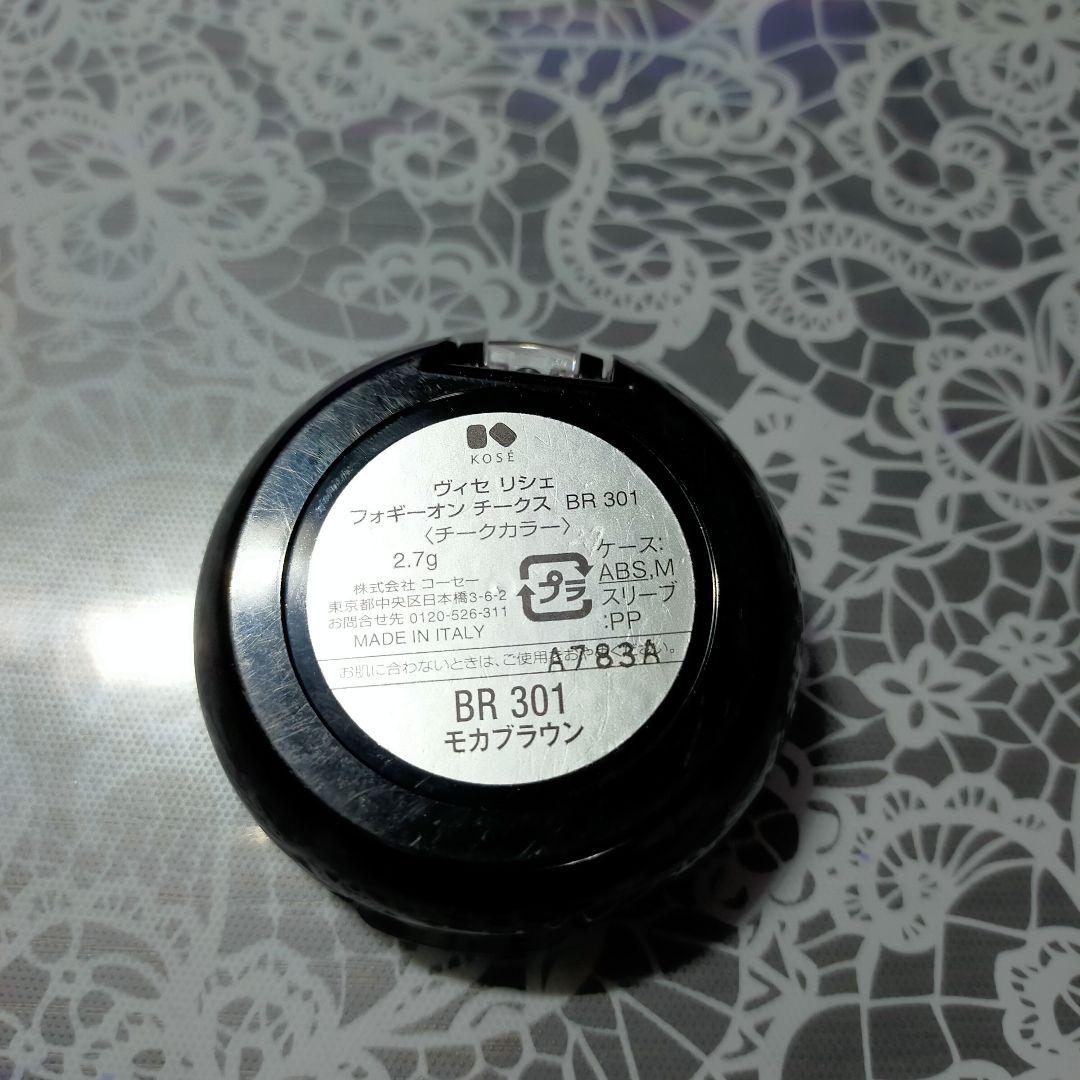 KOSÉ
ヴィセ リシェ
フォギーオン チークス BR 301
〈チークカラー〉
2.7g
株式会社 コーセー
東京都中央区日本橋3-6-2
お問合せ先 0120-526-311
MADE IN ITALY
プラ
ケース:
ABS,M
スリーブ
:PP
お肌に合わないときは、ご使用をおやめください。
A783A
BR 301
モカブラウン